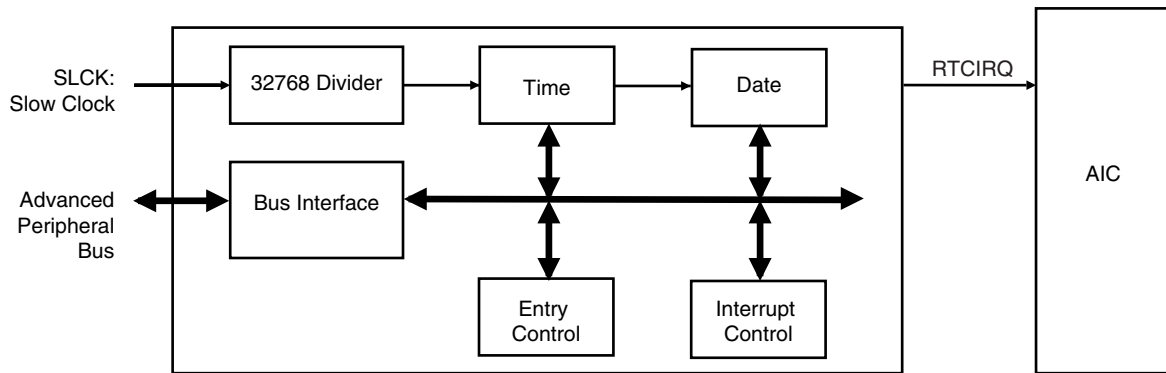 SLCK:
Slow Clock
32768 Divider
Time
Date
RTCIRQ
AIC
Advanced
Peripheral
Bus
Bus Interface
Entry
Control
Interrupt
Control